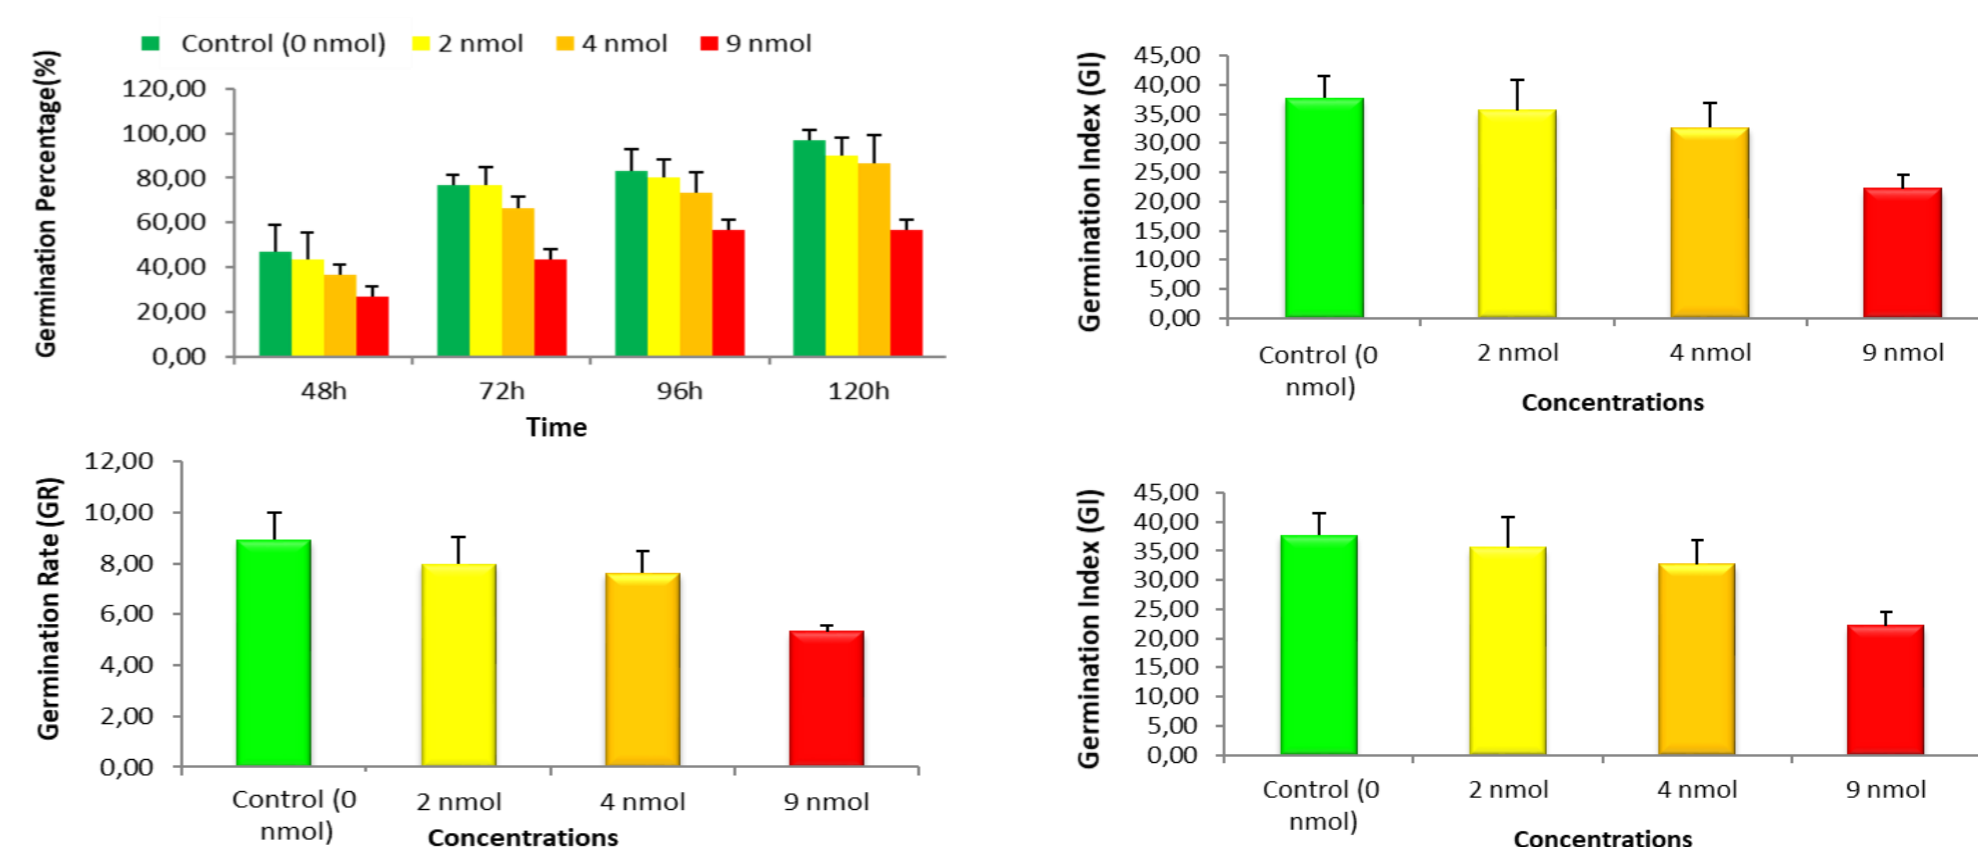 Control (0 nmol) 2 nmol 4 nmol 9 nmol
Germination Percentage(%)
120,00
100,00
80,00
60,00
40,00
20,00
0,00
48h 72h 96h 120h
Time
Germination Index (GI)
45,00
40,00
35,00
30,00
25,00
20,00
15,00
10,00
5,00
0,00
Control (0 2 nmol 4 nmol 9 nmol
nmol)
Concentrations
Germination Rate (GR)
12,00
10,00
8,00
6,00
4,00
2,00
0,00
Control (0 2 nmol 4 nmol 9 nmol
nmol)
Concentrations
Germination Index (GI)
45,00
40,00
35,00
30,00
25,00
20,00
15,00
10,00
5,00
0,00
Control (0 2 nmol 4 nmol 9 nmol
nmol)
Concentrations